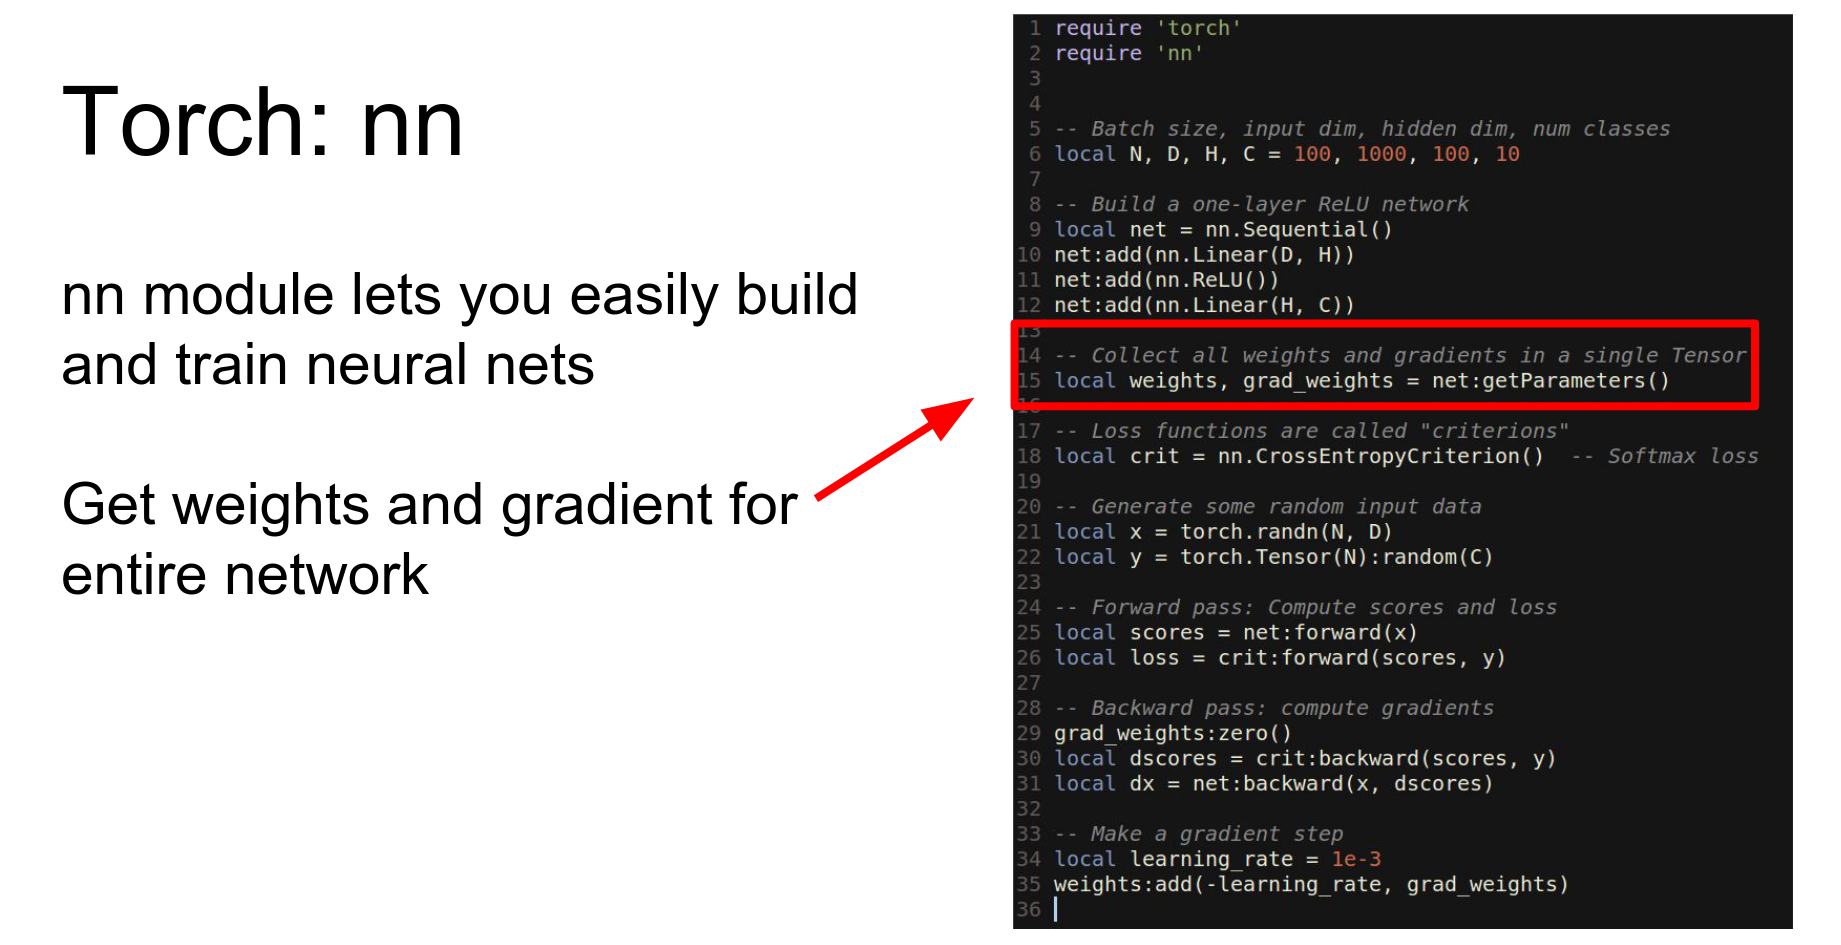 Torch: nn
nn module lets you easily build
and train neural nets
Get weights and gradient for
entire network
1 require 'torch'
2 require 'nn'
3
4
5 -- Batch size, input dim, hidden dim, num classes
6 local N, D, H, C = 100, 1000, 100, 10
7
8 -- Build a one-layer ReLU network
9 local net = nn.Sequential()
10 net:add(nn.Linear(D, H))
11 net:add(nn.ReLU())
12 net:add(nn.Linear(H, C))
13
14 -- Collect all weights and gradients in a single Tensor
15 local weights, grad_weights = net:getParameters()
16
17 -- Loss functions are called "criterions"
18 local crit = nn.CrossEntropyCriterion()  -- Softmax loss
19
20 -- Generate some random input data
21 local x = torch.randn(N, D)
22 local y = torch.Tensor(N):random(C)
23
24 -- Forward pass: Compute scores and loss
25 local scores = net:forward(x)
26 local loss = crit:forward(scores, y)
27
28 -- Backward pass: compute gradients
29 grad_weights:zero()
30 local dscores = crit:backward(scores, y)
31 local dx = net:backward(x, dscores)
32
33 -- Make a gradient step
34 local learning_rate = 1e-3
35 weights:add(-learning_rate, grad_weights)
36